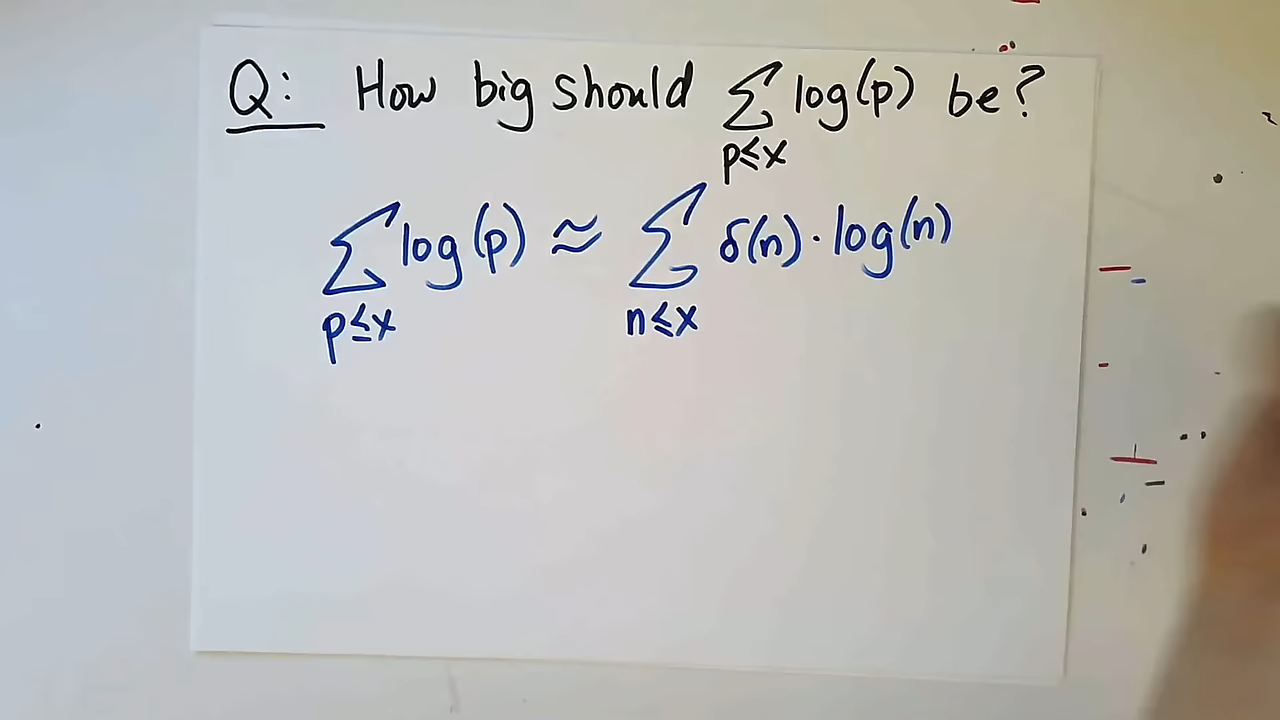 Q: How big should ∑ log(p) be?
p≤x
∑ log(p) ≈ ∑ δ(n)·log(n)
p≤x n≤x